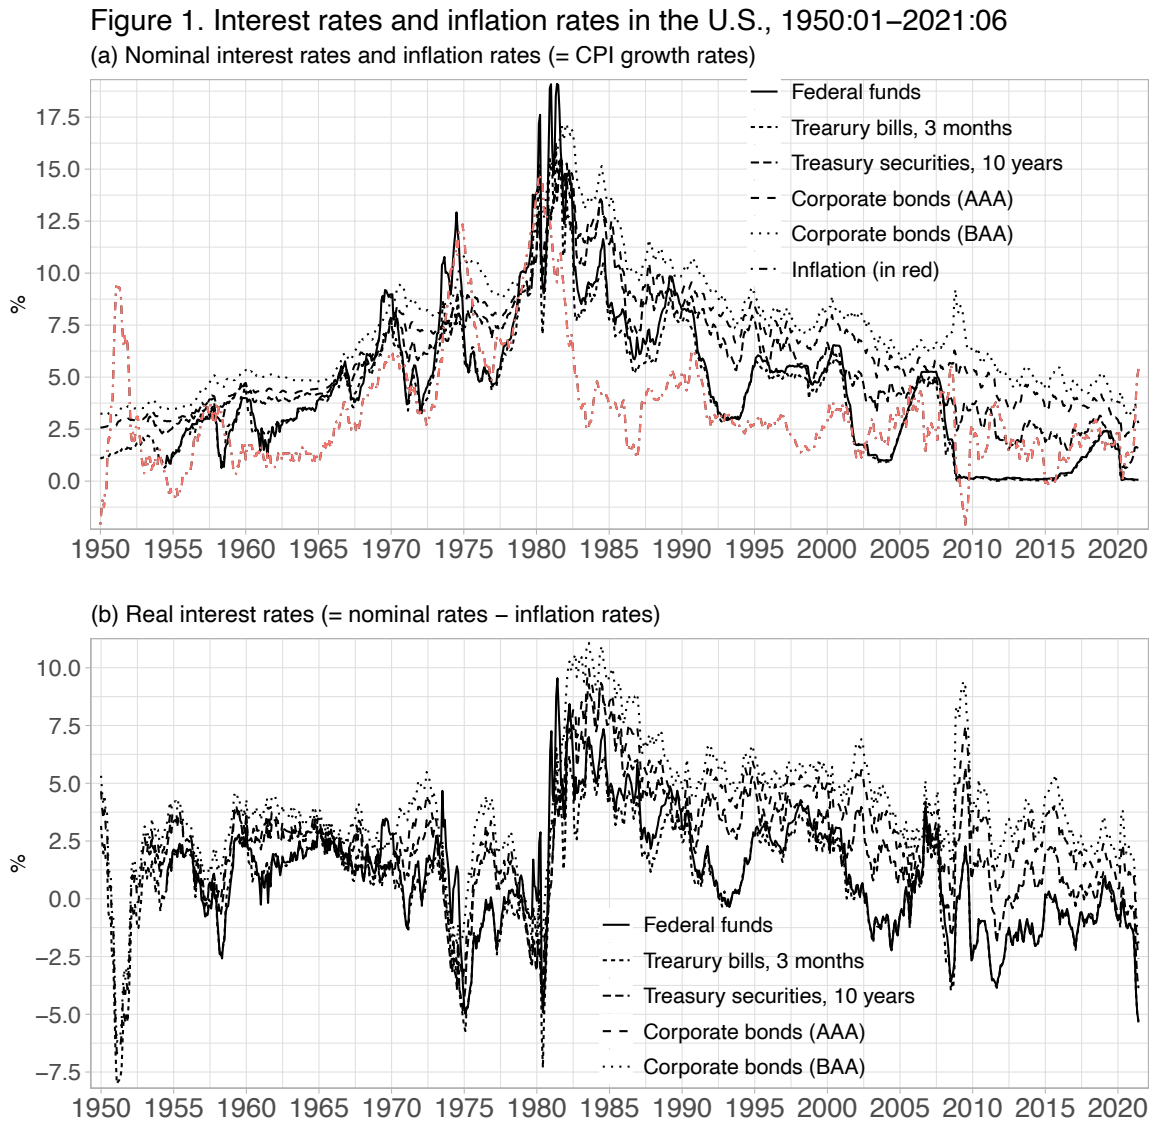 Figure 1. Interest rates and inflation rates in the U.S., 1950:01−2021:06
(a) Nominal interest rates and inflation rates (= CPI growth rates)
Federal funds
Trearury bills, 3 months
Treasury securities, 10 years
Corporate bonds (AAA)
Corporate bonds (BAA)
Inflation (in red)
%
17.5
15.0
12.5
10.0
7.5
5.0
2.5
0.0
1950 1955 1960 1965 1970 1975 1980 1985 1990 1995 2000 2005 2010 2015 2020
(b) Real interest rates (= nominal rates − inflation rates)
%
10.0
7.5
5.0
2.5
0.0
−2.5
−5.0
−7.5
Federal funds
Trearury bills, 3 months
Treasury securities, 10 years
Corporate bonds (AAA)
Corporate bonds (BAA)
1950 1955 1960 1965 1970 1975 1980 1985 1990 1995 2000 2005 2010 2015 2020